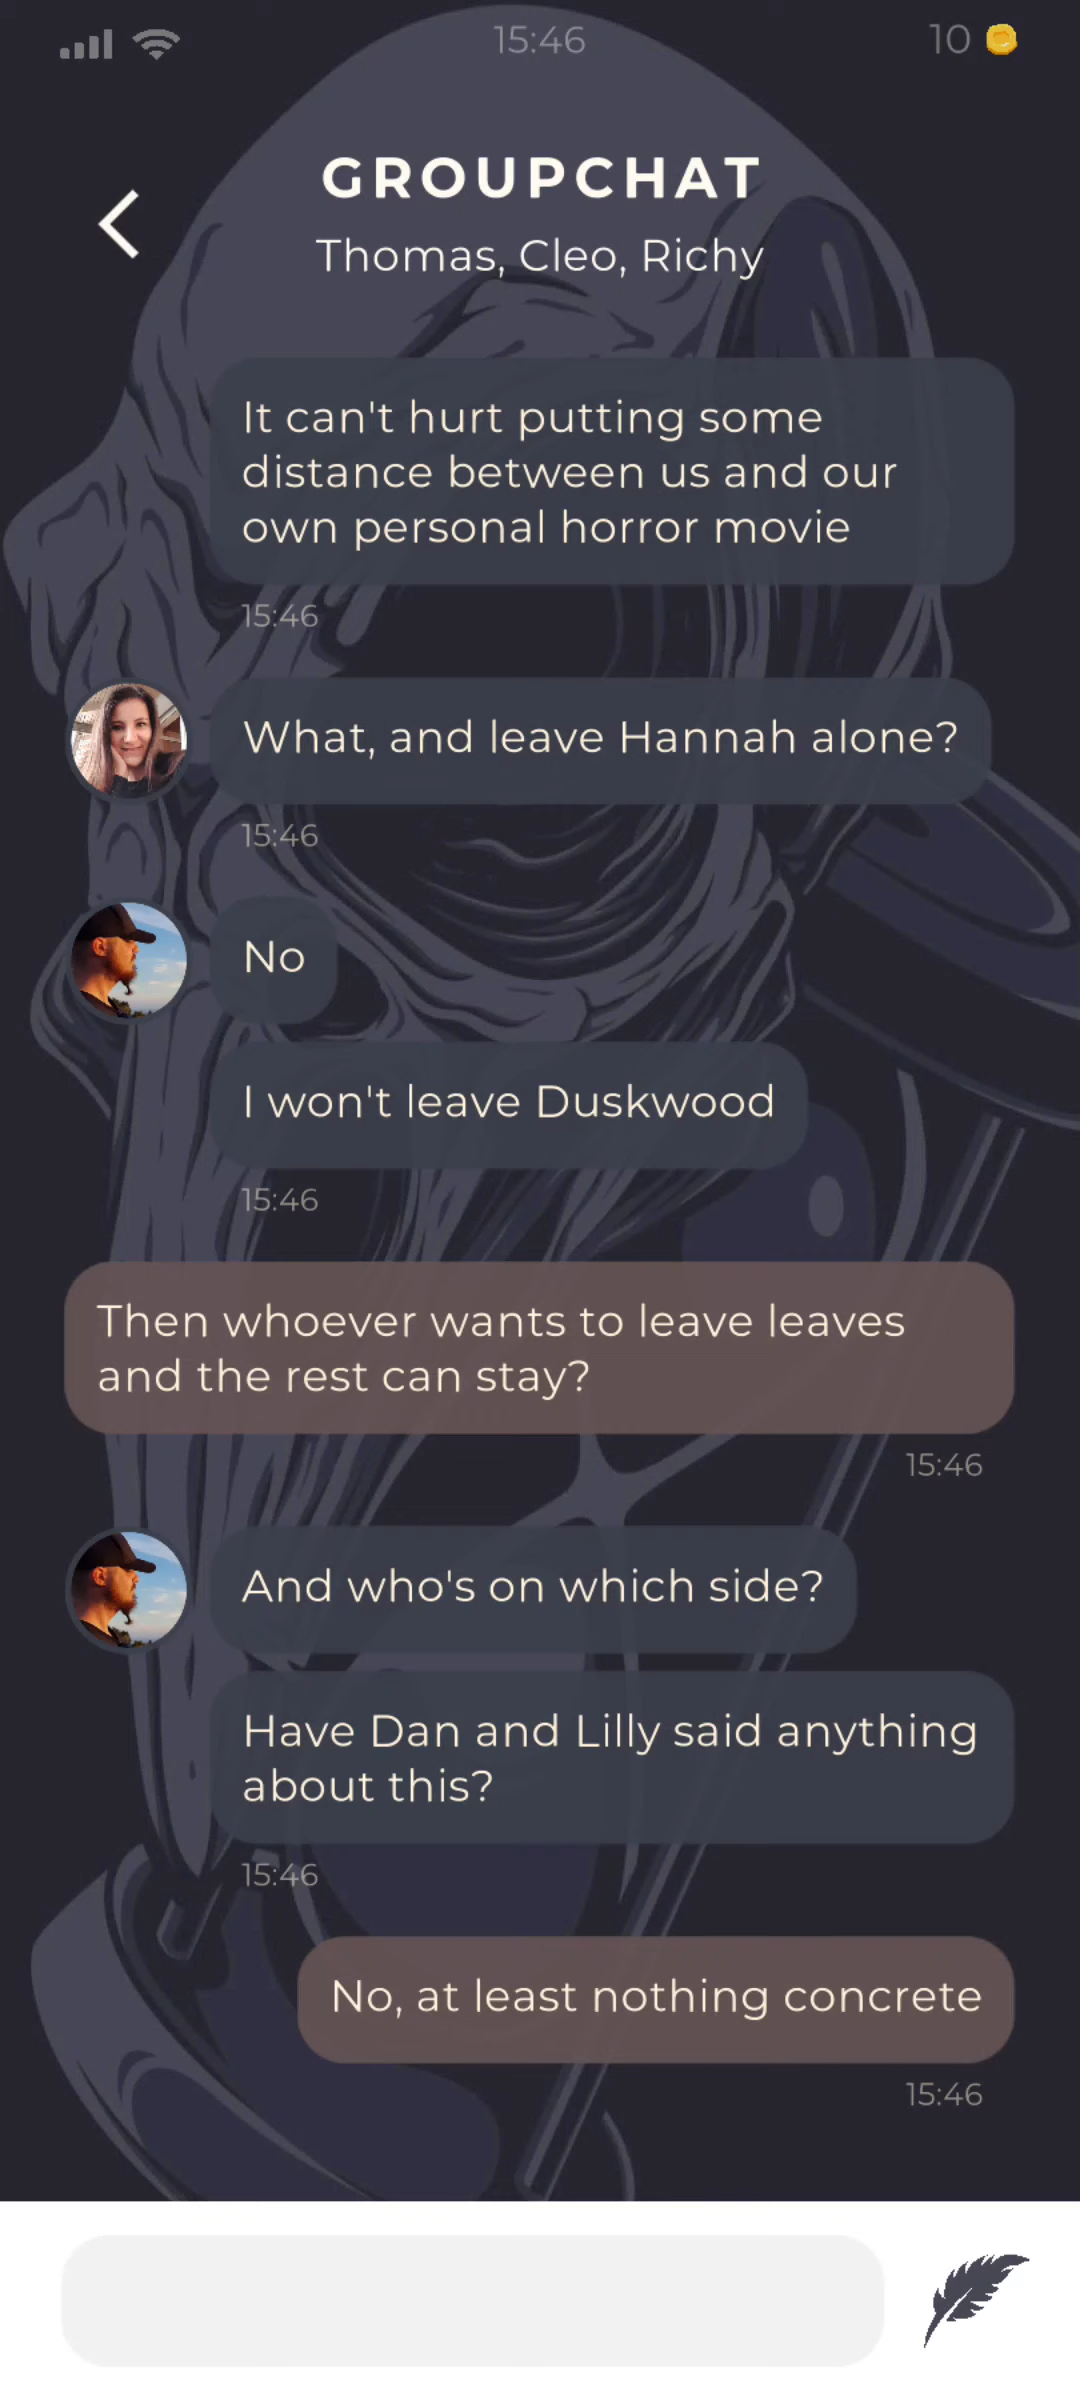 15:46
10
GROUPCHAT
Thomas, Cleo, Richy
It can't hurt putting some
distance between us and our
own personal horror movie
15:46
What, and leave Hannah alone?
15:46
No
I won't leave Duskwood
15:46
Then whoever wants to leave leaves
and the rest can stay?
15:46
And who's on which side?
Have Dan and Lilly said anything
about this?
15:46
No, at least nothing concrete
15:46